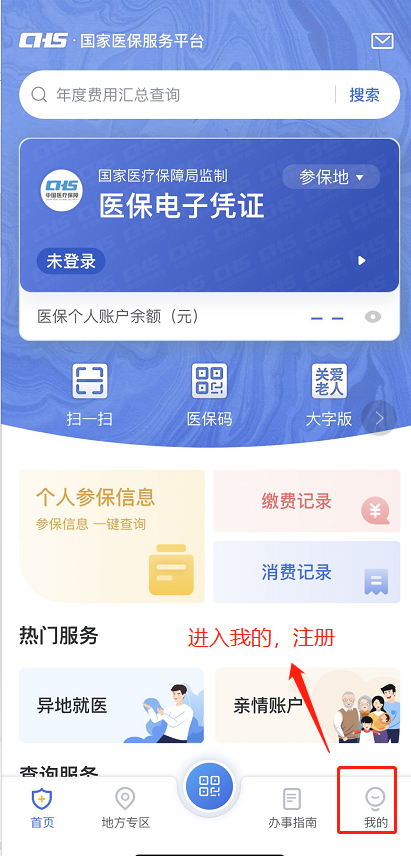 CHS · 国家医保服务平台
年度费用汇总查询
搜索
CHS
中国医疗保障
国家医疗保障局监制
参保地
医保电子凭证
未登录
医保个人账户余额（元）
扫一扫
医保码
关爱
老人
大字版
个人参保信息
参保信息 一键查询
缴费记录
消费记录
热门服务
进入我的，注册
异地就医
亲情账户
查询服务
首页
地方专区
办事指南
我的